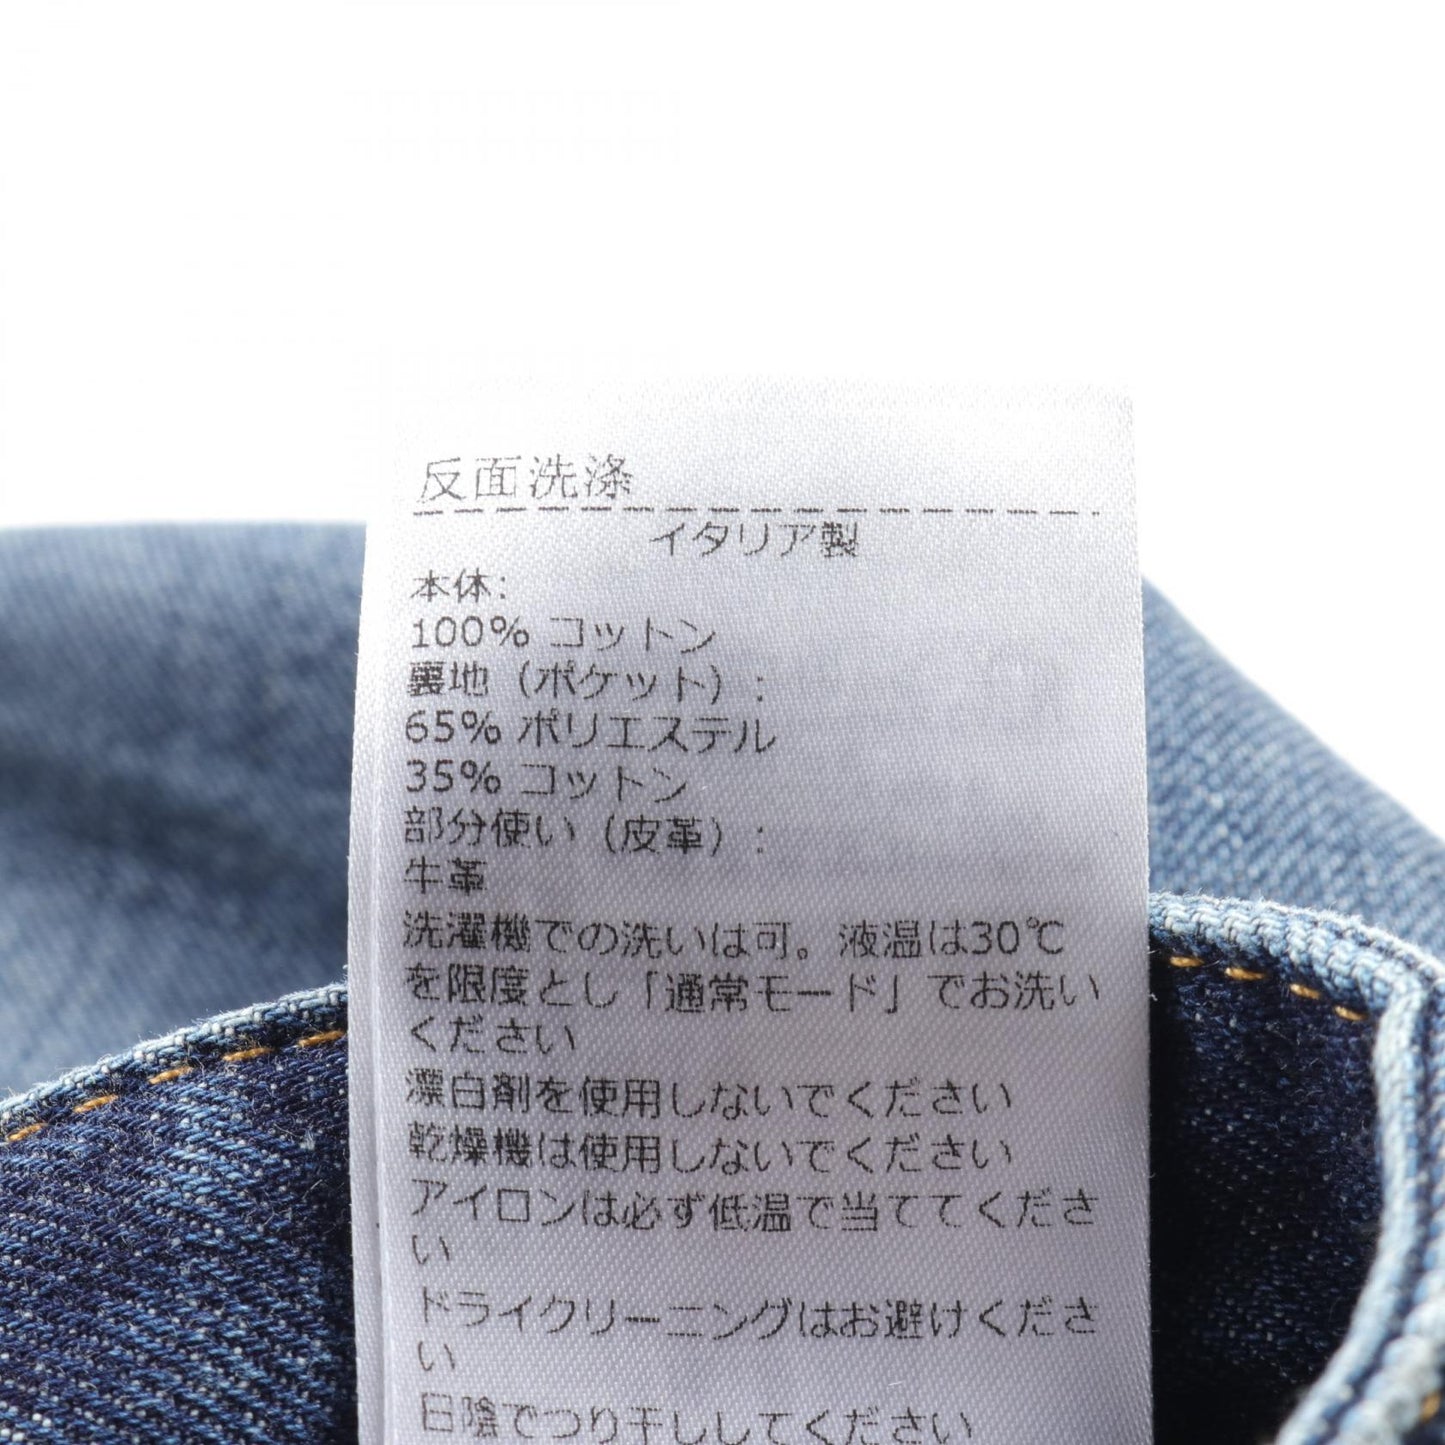 反面洗涤
イタリア製
本体:
100% コットン
裏地（ポケット）:
65% ポリエステル
35% コットン
部分使い（皮革）:
牛革
洗濯機での洗いは可。液温は30℃
を限度とし「通常モード」でお洗い
ください
漂白剤を使用しないでください
乾燥機は使用しないでください
アイロンは必ず低温で当ててくださ
い
ドライクリーニングはお避けくださ
い
日陰でつり干ししてください